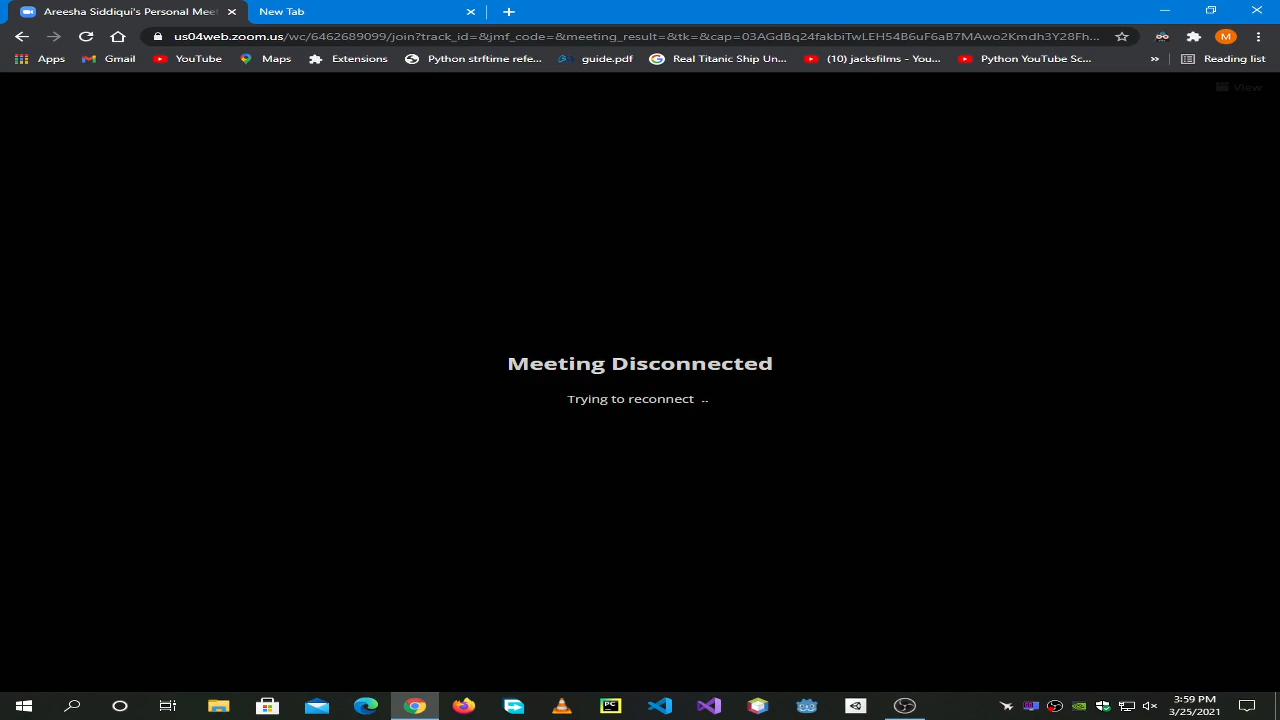 Areesha Siddiqui's Personal Meet
New Tab
us04web.zoom.us/wc/6462689099/join?track_id=&jmf_code=&meeting_result=&tk=&cap=03AGdBq24fakbiTwLEH54B6uF6aB7MAwo2Kmdh3Y28Fh...
M
Apps
Gmail
YouTube
Maps
Extensions
Python strftime refe...
guide.pdf
Real Titanic Ship Un...
(10) jacksfilms - You...
Python YouTube Sc...
»
Reading list
View
Meeting Disconnected
Trying to reconnect ..
PC
3:59 PM
3/25/2021